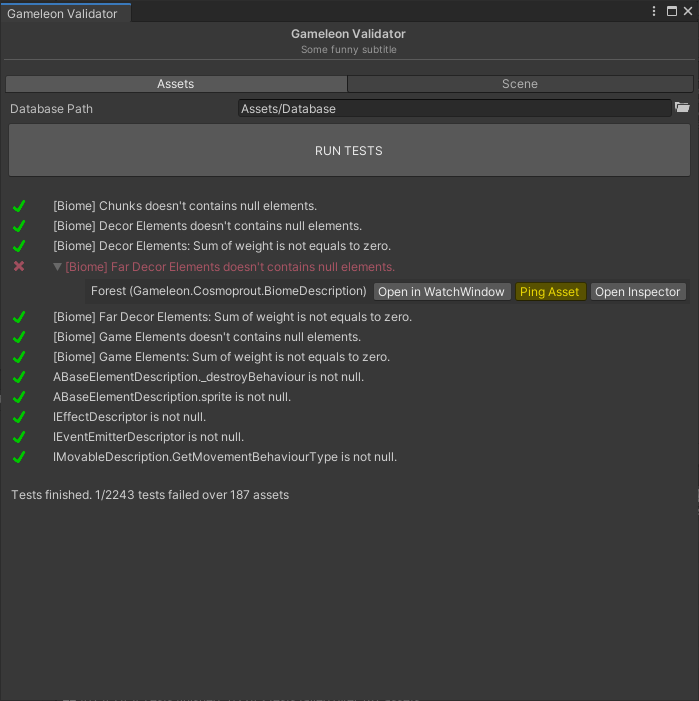 Gameleon Validator
Gameleon Validator
Some funny subtitle
Assets Scene
Database Path Assets/Database
RUN TESTS
[Biome] Chunks doesn't contains null elements.
[Biome] Decor Elements doesn't contains null elements.
[Biome] Decor Elements: Sum of weight is not equals to zero.
[Biome] Far Decor Elements doesn't contains null elements.
Forest (Gameleon.Cosmoprout.BiomeDescription) Open in WatchWindow Ping Asset Open Inspector
[Biome] Far Decor Elements: Sum of weight is not equals to zero.
[Biome] Game Elements doesn't contains null elements.
[Biome] Game Elements: Sum of weight is not equals to zero.
ABaseElementDescription._destroyBehaviour is not null.
ABaseElementDescription.sprite is not null.
IEffectDescriptor is not null.
IEventEmitterDescriptor is not null.
IMovableDescription.GetMovementBehaviourType is not null.
Tests finished. 1/2243 tests failed over 187 assets